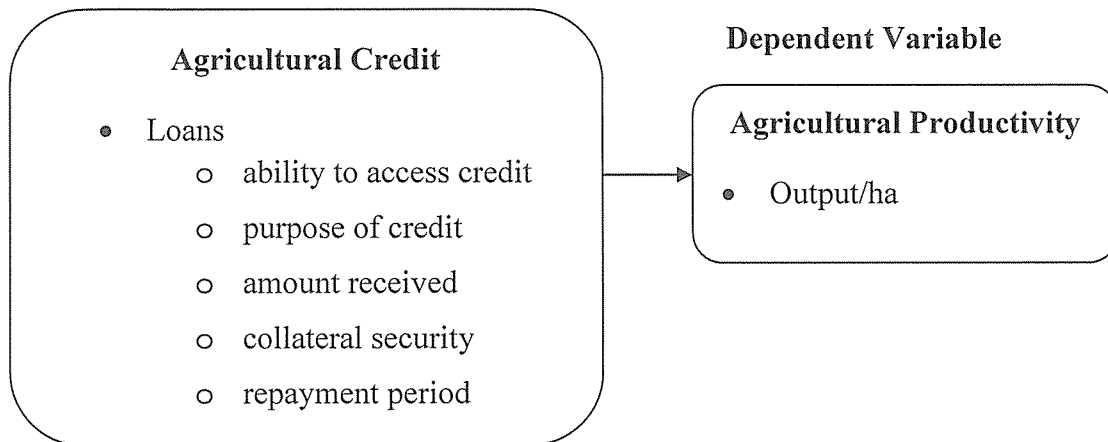 Agricultural Credit
• Loans
o ability to access credit
o purpose of credit
o amount received
o collateral security
o repayment period
Dependent Variable
Agricultural Productivity
• Output/ha